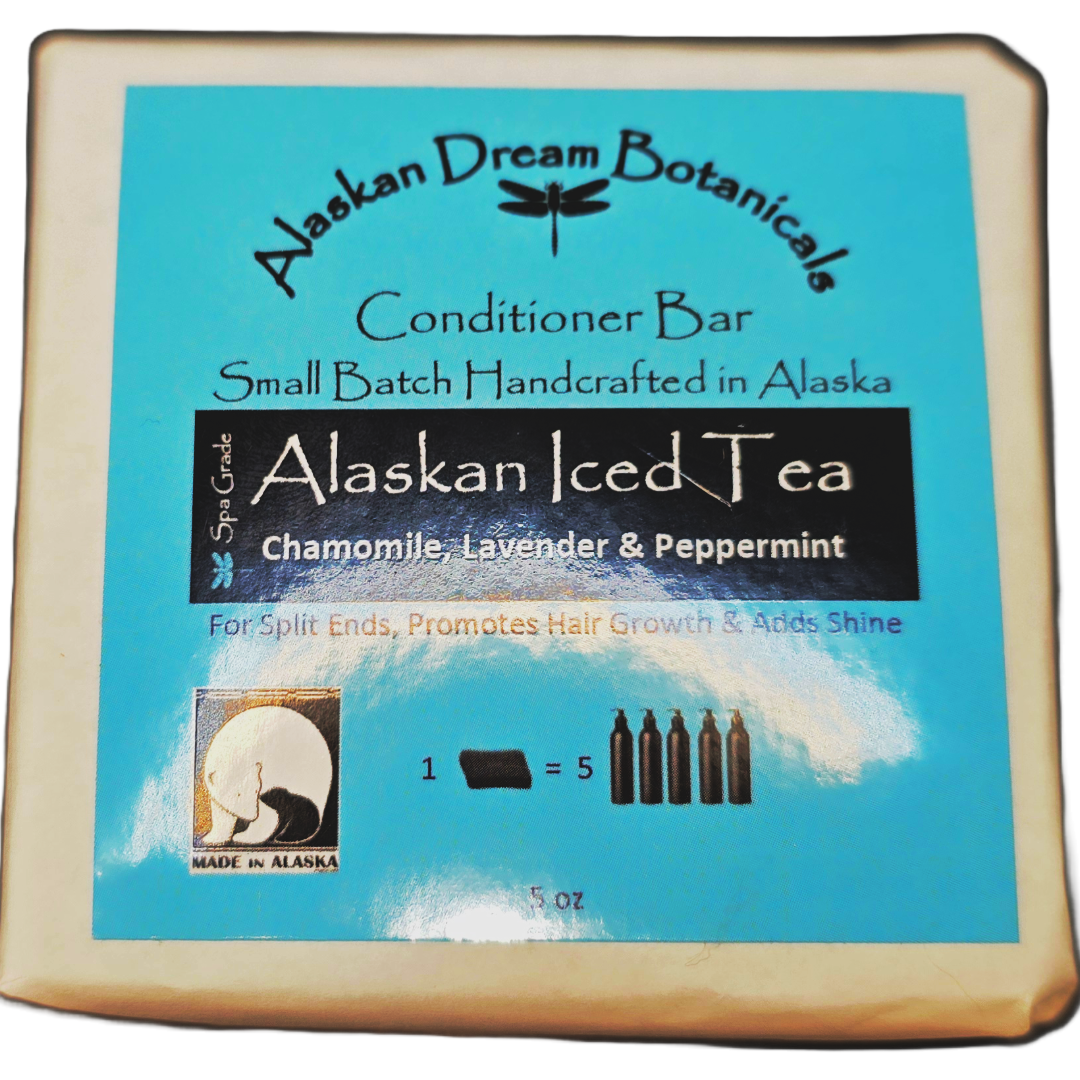 Alaskan Dream Botanicals
Conditioner Bar
Small Batch Handcrafted in Alaska
Spa Grade
Alaskan Iced Tea
Chamomile, Lavender & Peppermint
For Split Ends, Promotes Hair Growth & Adds Shine
1 = 5
MADE IN ALASKA
5 oz